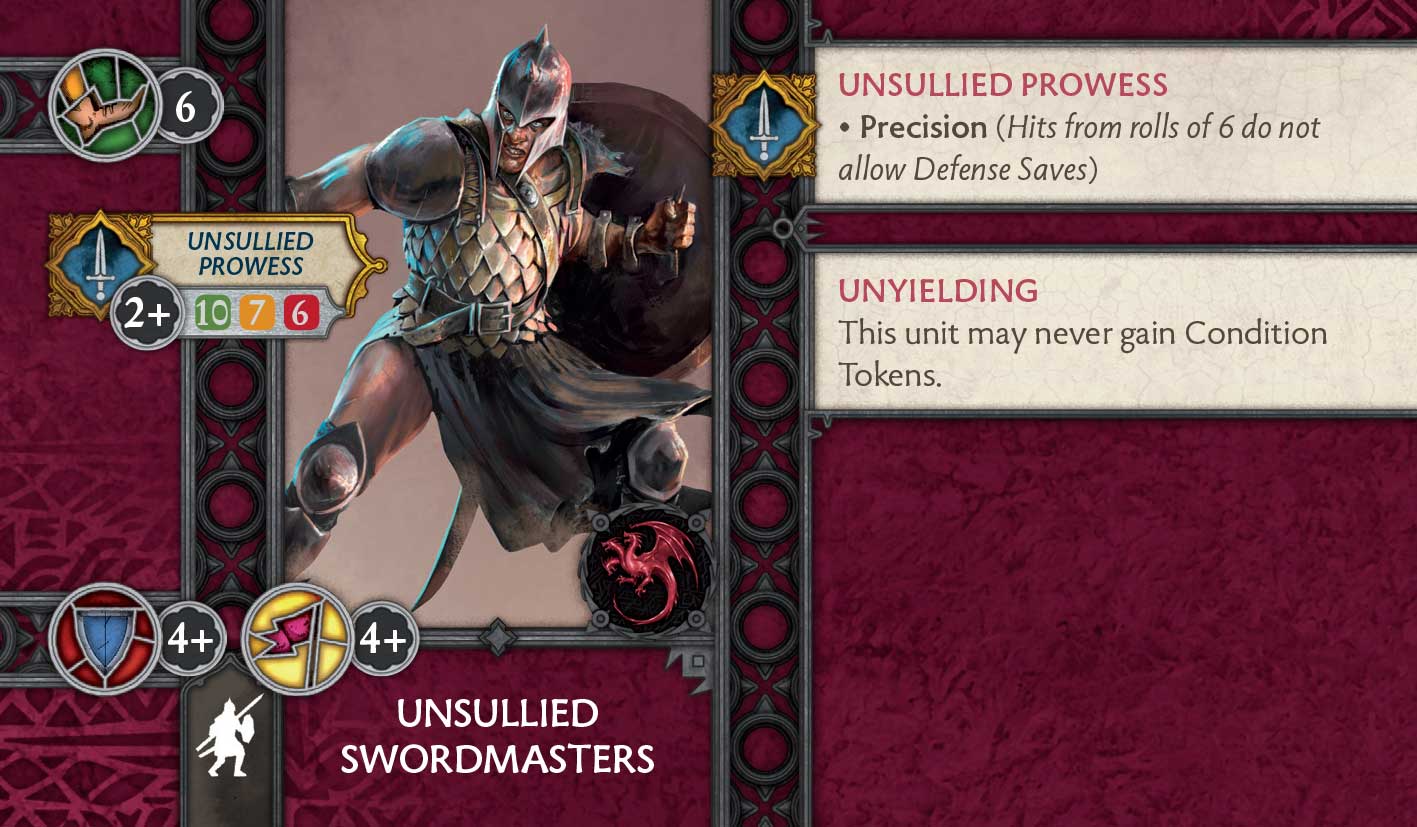 6
UNSULLIED
PROWESS
2+ 10 7 6
4+ 4+
UNSULLIED
SWORDMASTERS
UNSULLIED PROWESS
• Precision (Hits from rolls of 6 do not
allow Defense Saves)
UNYIELDING
This unit may never gain Condition
Tokens.